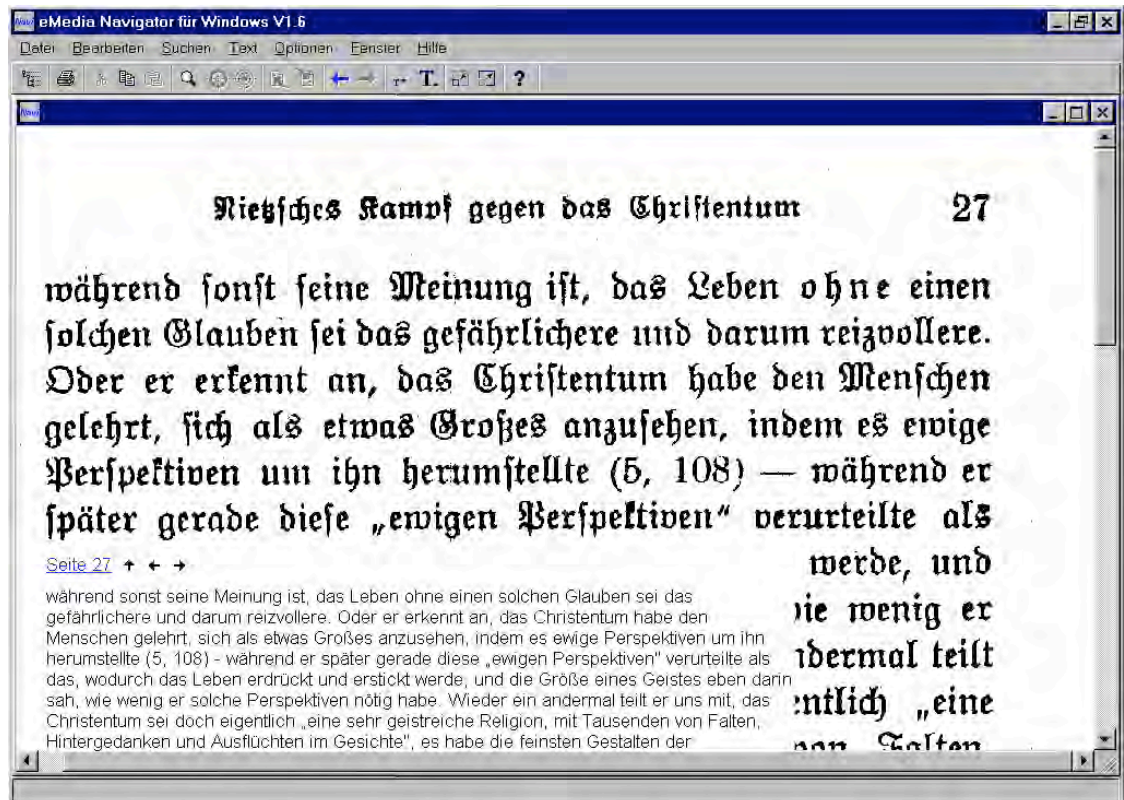 eMedia Navigator für Windows V1.6
Datei Bearbeiten Suchen Text Optionen Fenster Hilfe
T. ?
Nietzsches Kampf gegen das Christentum 27
während sonst seine Meinung ist, das Leben ohne einen
solchen Glauben sei das gefährlichere und darum reizvollere.
Oder er erkennt an, das Christentum habe den Menschen
gelehrt, sich als etwas Großes anzusehen, indem es ewige
Perspektiven um ihn herumstellte (5, 108) — während er
später gerade diese „ewigen Perspektiven" verurteilte als
werde, und
wie wenig er
andermal teilt
eigentlich „eine
von Falten,
Seite 27 ↑ ← →
während sonst seine Meinung ist, das Leben ohne einen solchen Glauben sei das
gefährlichere und darum reizvollere. Oder er erkennt an, das Christentum habe den
Menschen gelehrt, sich als etwas Großes anzusehen, indem es ewige Perspektiven um ihn
herumstellte (5, 108) - während er später gerade diese „ewigen Perspektiven" verurteilte als
das, wodurch das Leben erdrückt und erstickt werde, und die Größe eines Geistes eben darin
sah, wie wenig er solche Perspektiven nötig habe. Wieder ein andermal teilt er uns mit, das
Christentum sei doch eigentlich „eine sehr geistreiche Religion, mit Tausenden von Falten,
Hintergedanken und Ausflüchten im Gesichte", es habe die feinsten Gestalten der